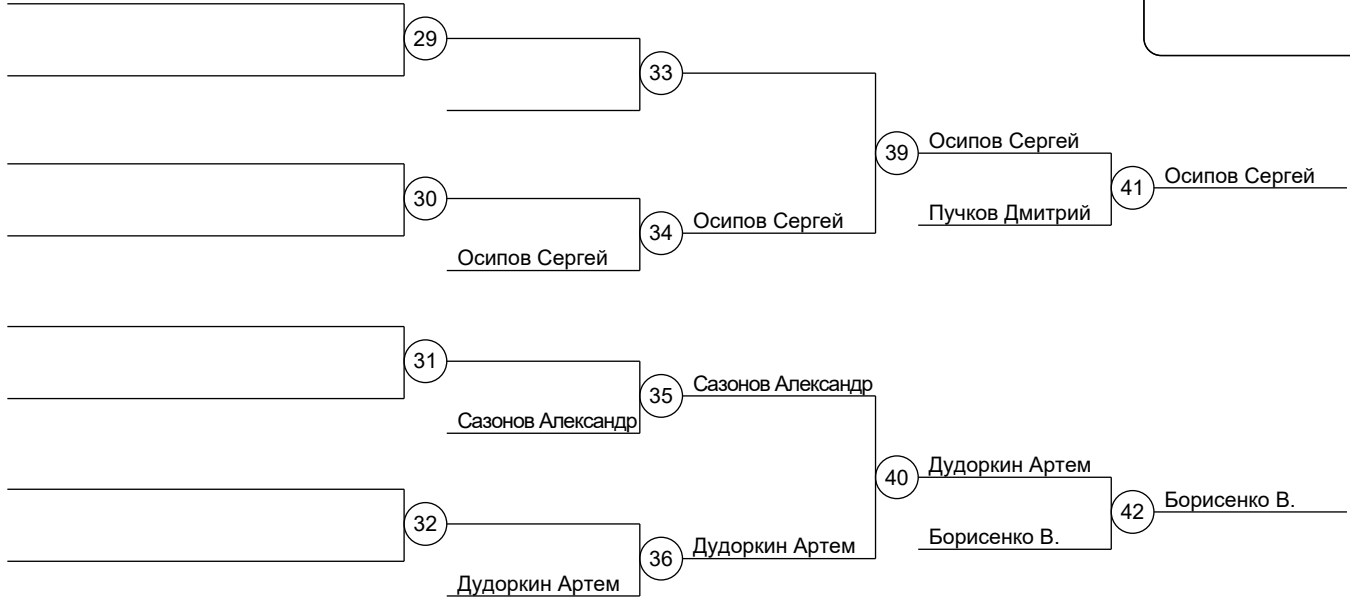 29
33
Осипов Сергей
39
Осипов Сергей
41
30
Пучков Дмитрий
Осипов Сергей
34
Осипов Сергей
31
Сазонов Александр
35
Сазонов Александр
Дудоркин Артем
40
Борисенко В.
42
32
Борисенко В.
Дудоркин Артем
36
Дудоркин Артем